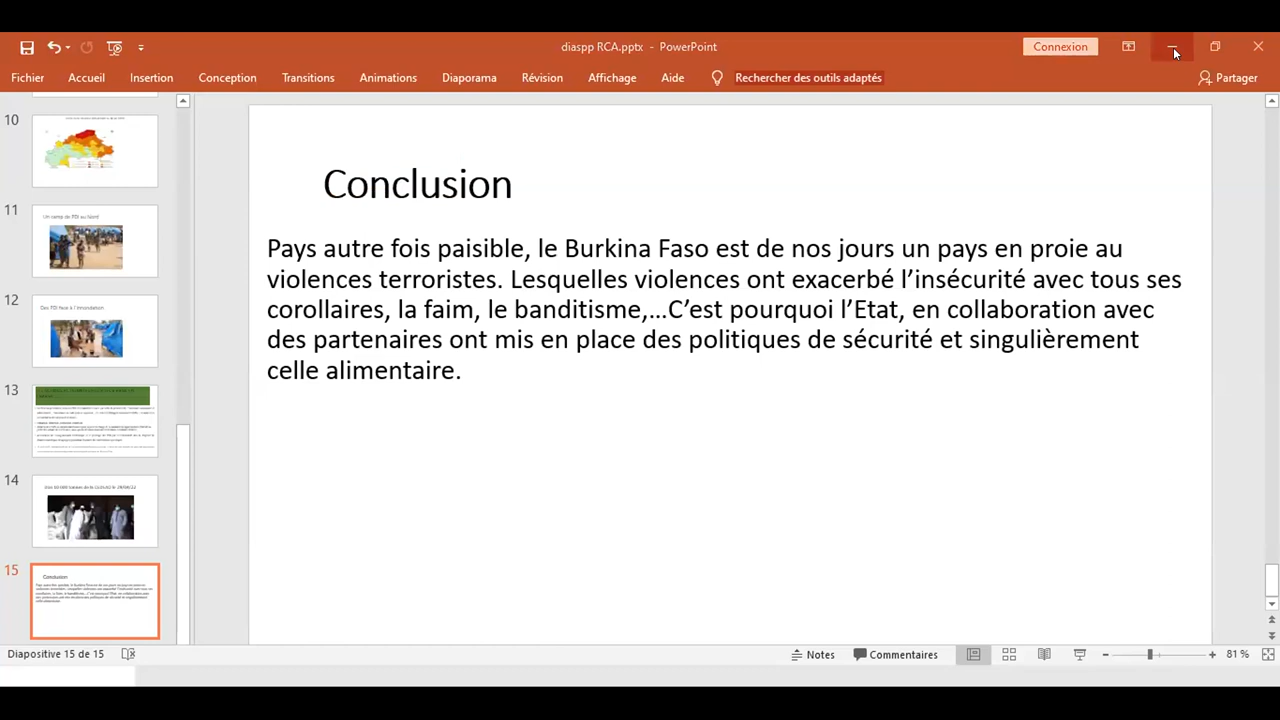 diaspp RCA.pptx - PowerPoint
Connexion
Fichier Accueil Insertion Conception Transitions Animations Diaporama Révision Affichage Aide Rechercher des outils adaptés Partager
10
11
Un camp de PDI au Nord
12
Des PDI face à l'innondation
13
14
15
Conclusion
Conclusion
Pays autre fois paisible, le Burkina Faso est de nos jours un pays en proie au
violences terroristes. Lesquelles violences ont exacerbé l’insécurité avec tous ses
corollaires, la faim, le banditisme,…C’est pourquoi l’Etat, en collaboration avec
des partenaires ont mis en place des politiques de sécurité et singulièrement
celle alimentaire.
Diapositive 15 de 15
Notes Commentaires 81 %